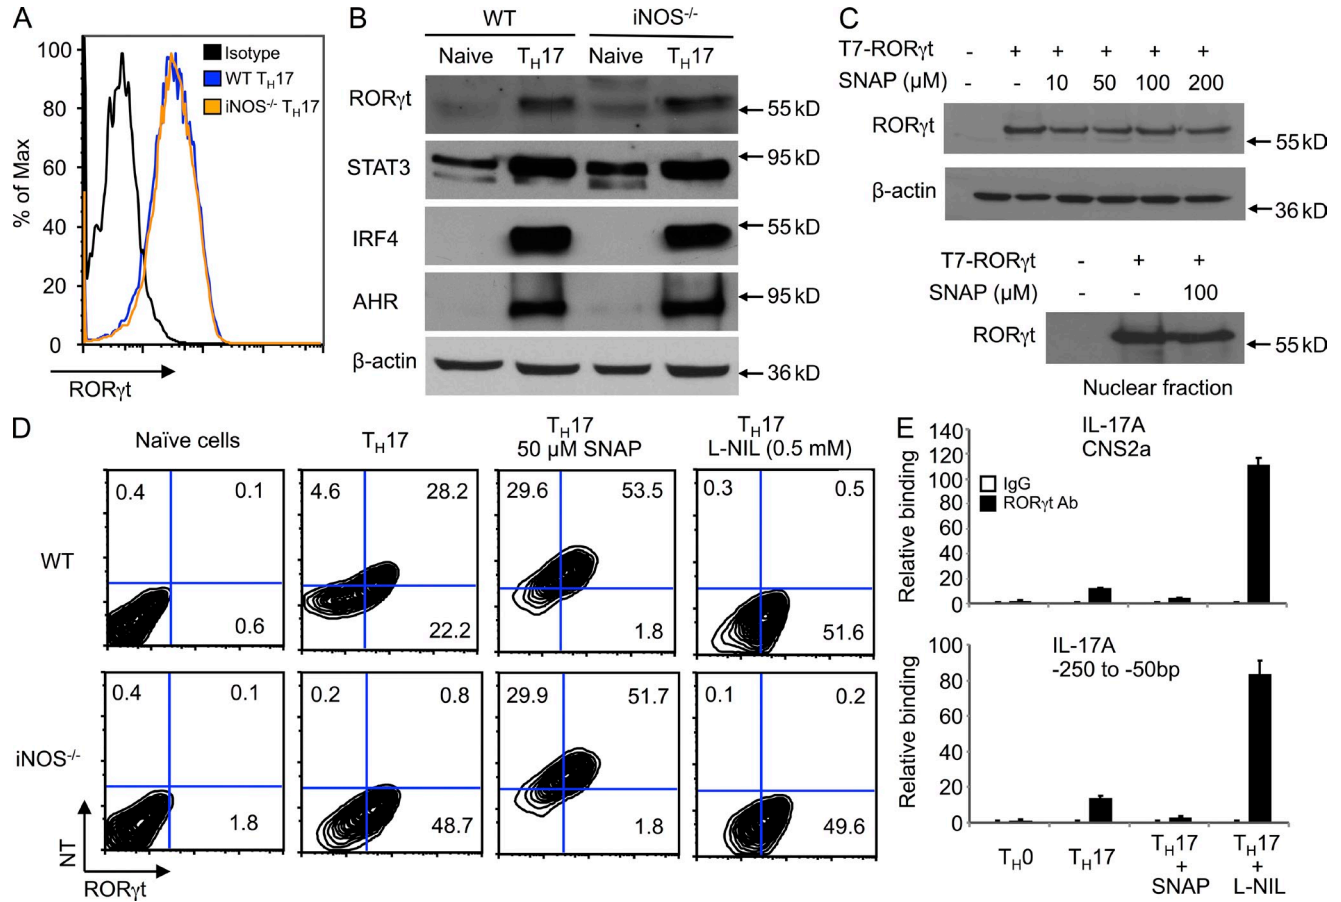 A
100
80
60
40
20
0
% of Max
Isotype
WT TH17
iNOS-/- TH17
RORγt
B
WT iNOS-/-
Naive TH17 Naive TH17
RORγt 55 kD
STAT3 95 kD
IRF4 55 kD
AHR 95 kD
β-actin 36 kD
C
T7-RORγt - + + + + +
SNAP (µM) - - 10 50 100 200
RORγt 55 kD
β-actin 36 kD
T7-RORγt - + +
SNAP (µM) - - 100
RORγt 55 kD
Nuclear fraction
D
Naïve cells
TH17
TH17
50 µM SNAP
TH17
L-NIL (0.5 mM)
WT
0.4 0.1
0.6
4.6 28.2
22.2
29.6 53.5
1.8
0.3 0.5
51.6
iNOS-/-
0.4 0.1
1.8
0.2 0.8
48.7
29.9 51.7
1.8
0.1 0.2
49.6
NT
RORγt
E
IL-17A
CNS2a
IgG
RORγt Ab
Relative binding
140
120
100
80
60
40
20
0
IL-17A
-250 to -50bp
Relative binding
100
80
60
40
20
0
TH0
TH17
TH17
+
SNAP
TH17
+
L-NIL